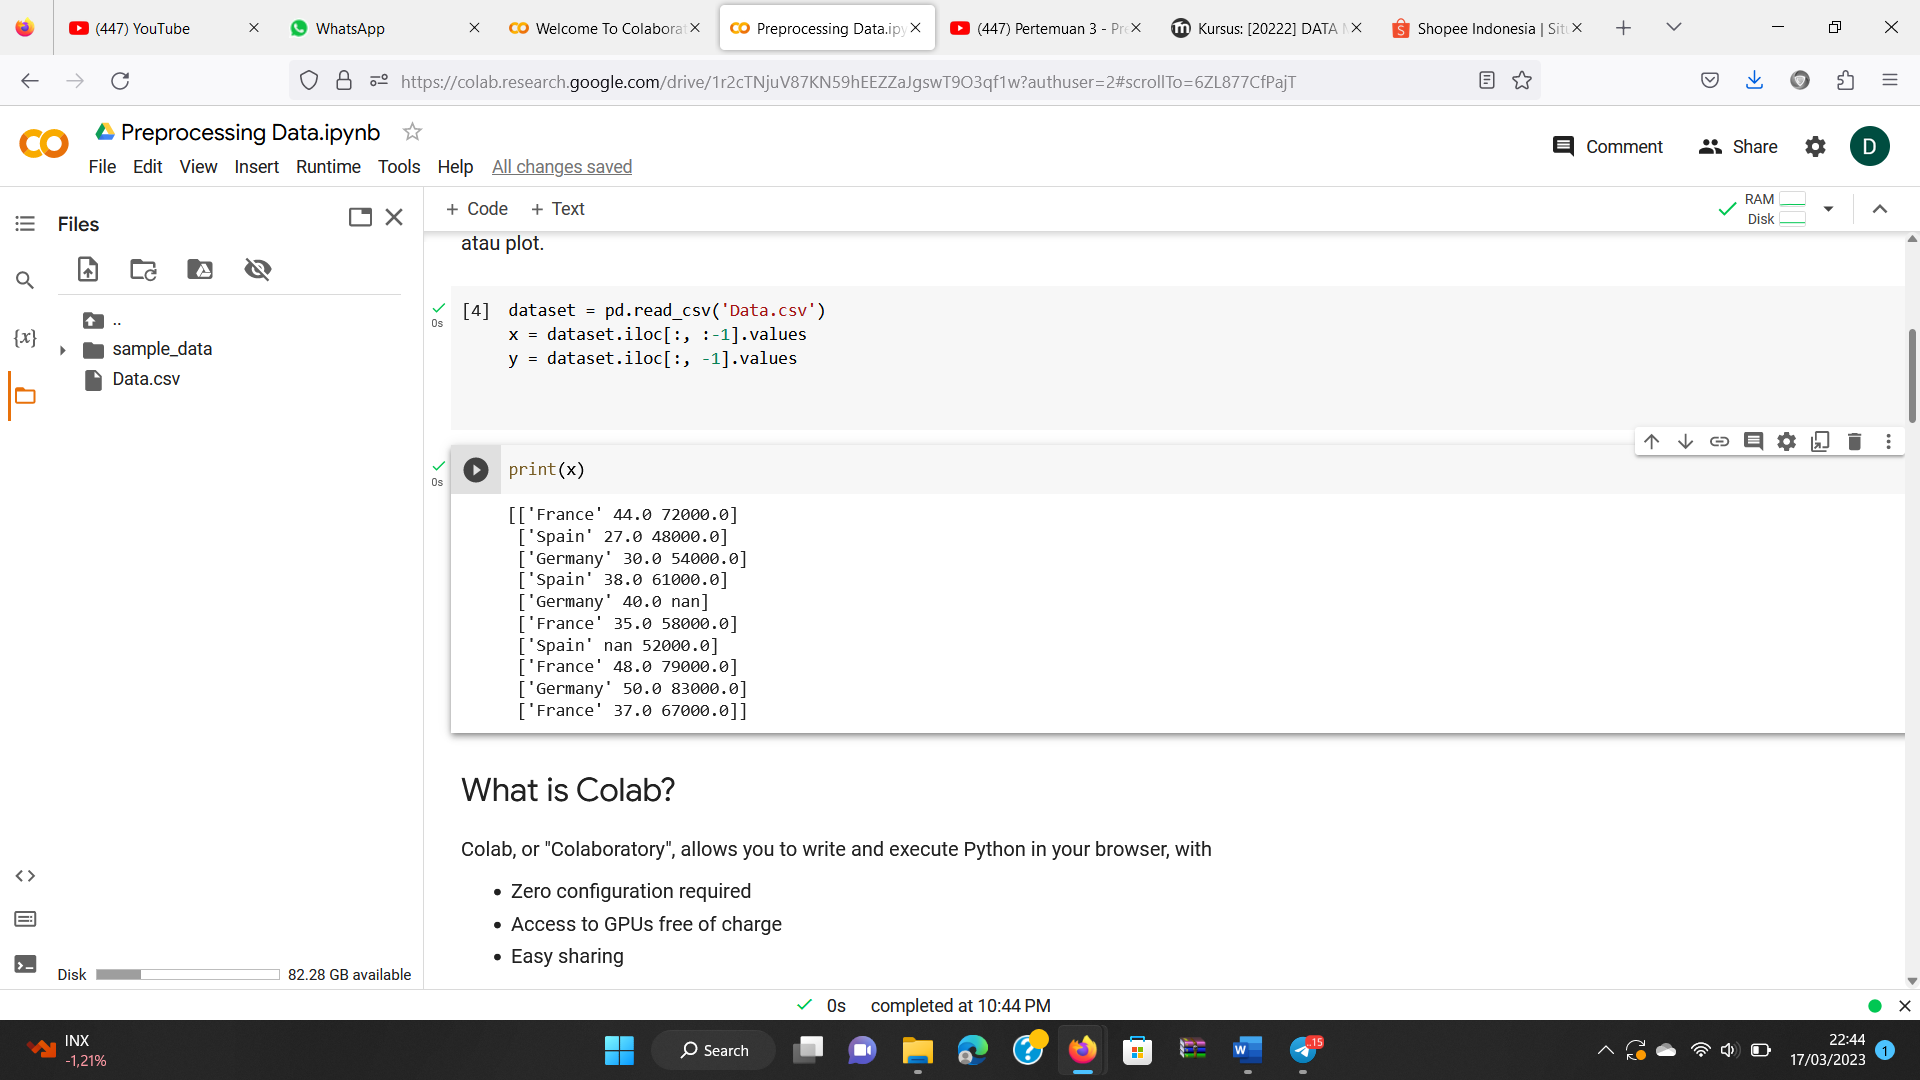 (447) YouTube
WhatsApp
Welcome To Colaborat
Preprocessing Data.ipy
(447) Pertemuan 3 - Pr
Kursus: [20222] DATA M
Shopee Indonesia | Sit
https://colab.research.google.com/drive/1r2cTNjuV87KN59hEEZZaJgswT9O3qf1w?authuser=2#scrollTo=6ZL877CfPajT
Preprocessing Data.ipynb
Comment
Share
D
File Edit View Insert Runtime Tools Help All changes saved
Files
+ Code + Text
RAM
Disk
atau plot.
..
sample_data
Data.csv
{x}
0s
[4] dataset = pd.read_csv('Data.csv')
x = dataset.iloc[:, :-1].values
y = dataset.iloc[:, -1].values
0s
print(x)
[['France' 44.0 72000.0]
['Spain' 27.0 48000.0]
['Germany' 30.0 54000.0]
['Spain' 38.0 61000.0]
['Germany' 40.0 nan]
['France' 35.0 58000.0]
['Spain' nan 52000.0]
['France' 48.0 79000.0]
['Germany' 50.0 83000.0]
['France' 37.0 67000.0]]
What is Colab?
Colab, or "Colaboratory", allows you to write and execute Python in your browser, with
• Zero configuration required
• Access to GPUs free of charge
• Easy sharing
Disk 82.28 GB available
0s completed at 10:44 PM
INX
-1,21%
Search
15
22:44
17/03/2023
1